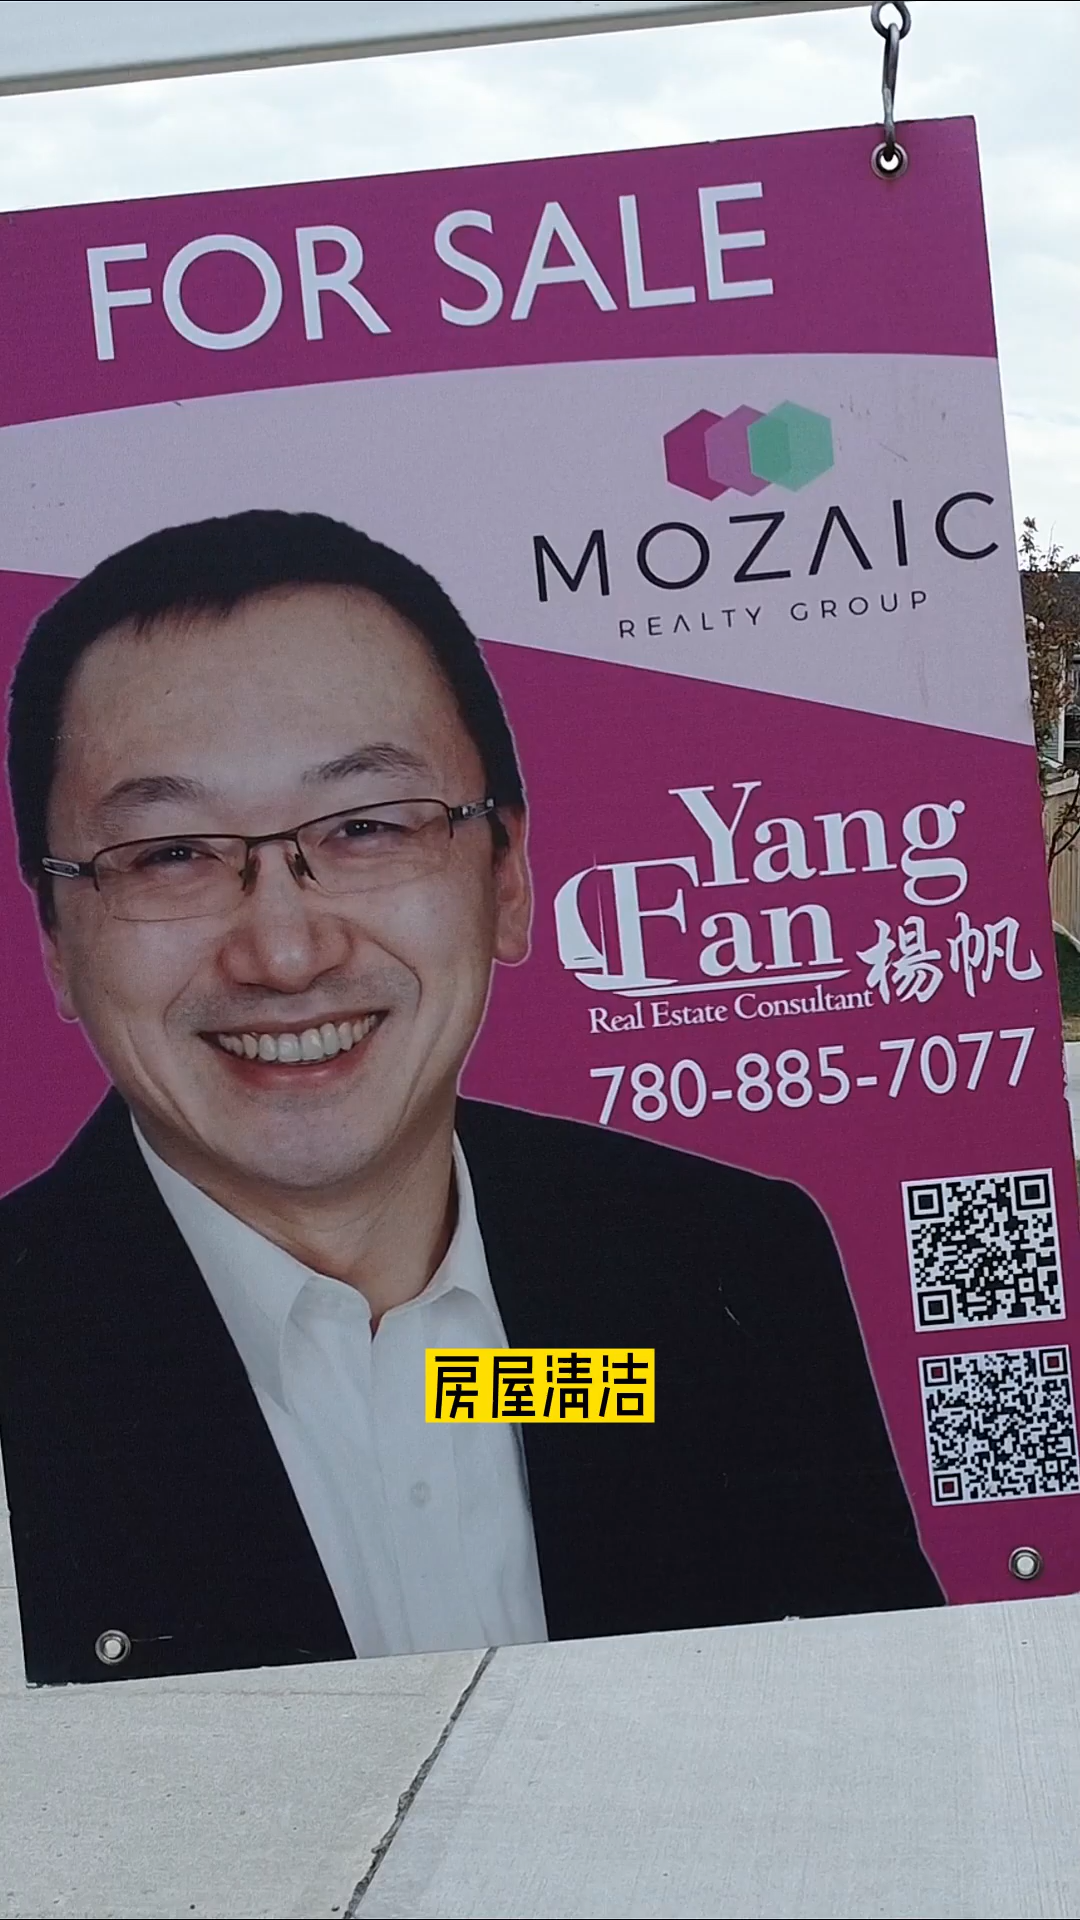 FOR SALE
MOZAIC
REALTY GROUP
Yang
Fan 楊帆
Real Estate Consultant
780-885-7077
房屋清洁